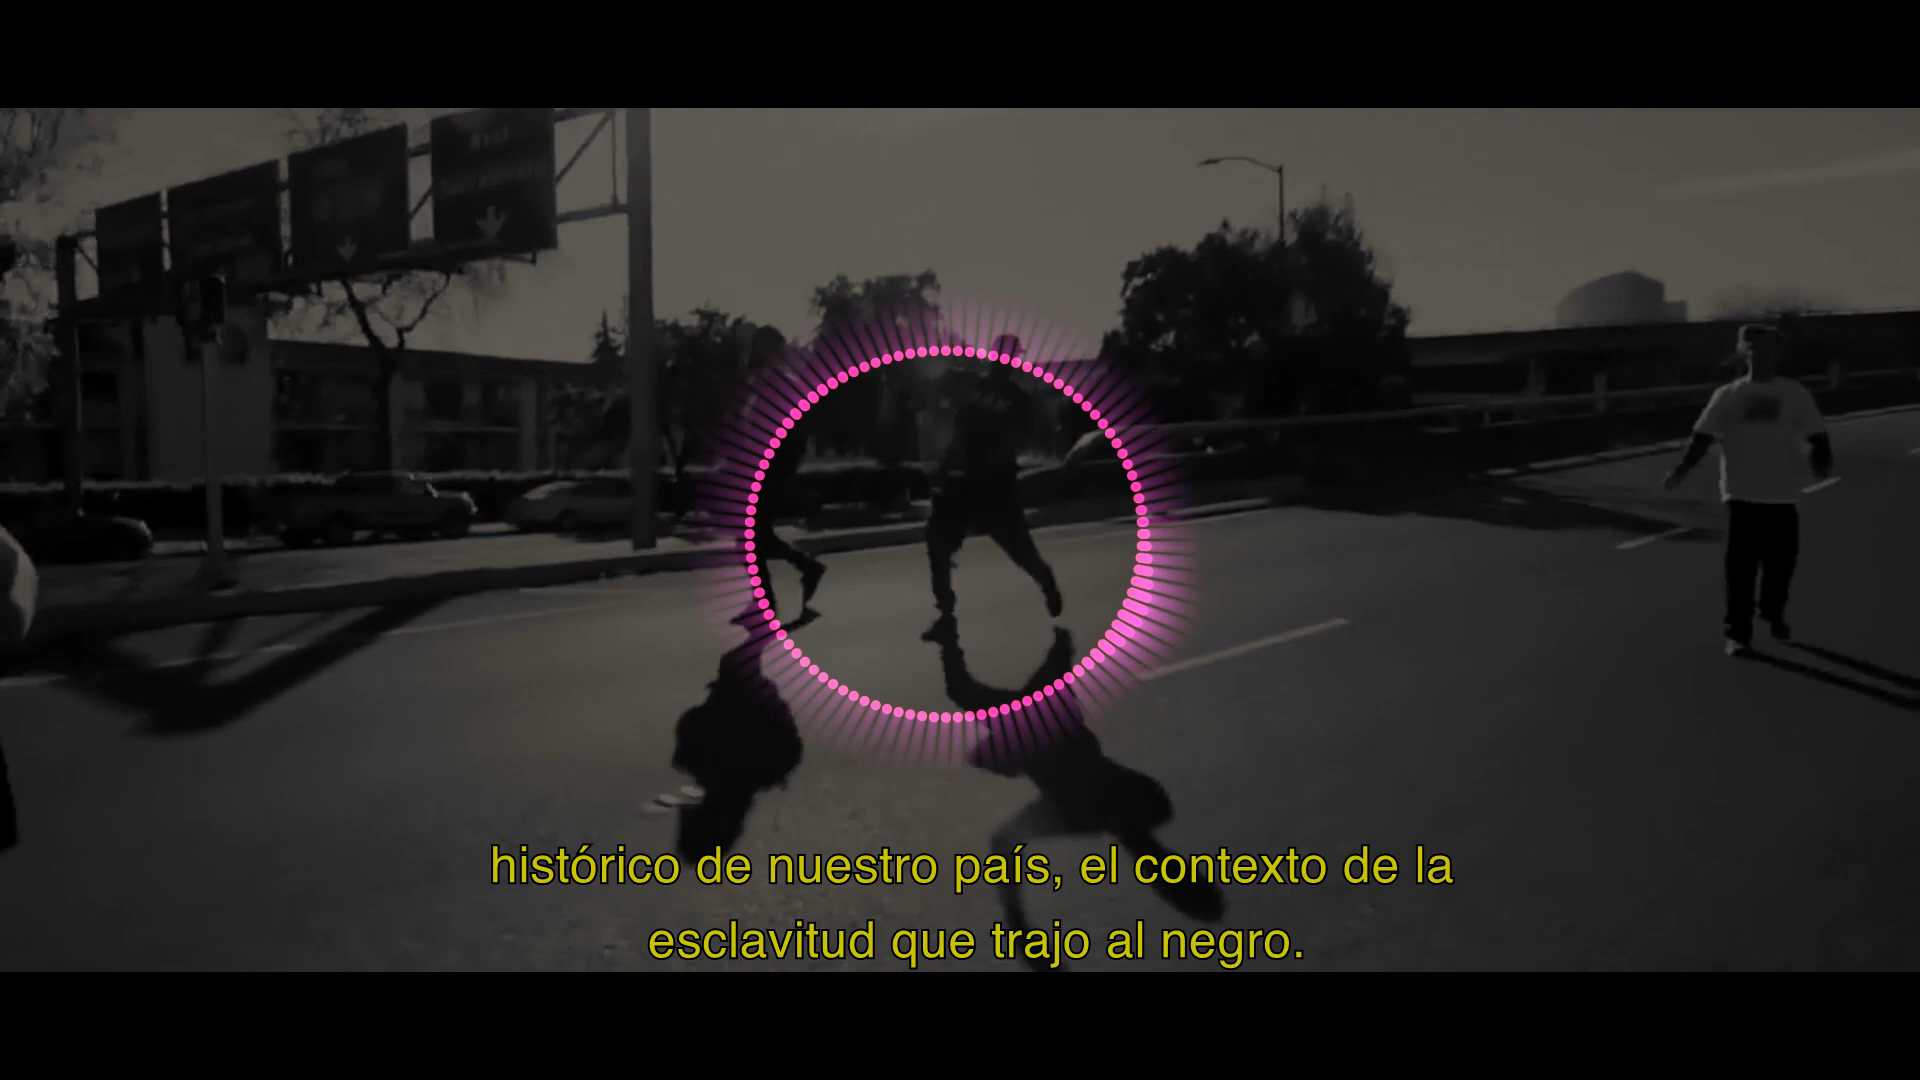 histórico de nuestro país, el contexto de la
esclavitud que trajo al negro.